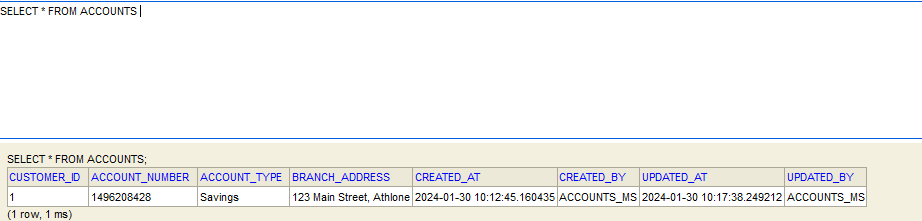 SELECT * FROM ACCOUNTS
SELECT * FROM ACCOUNTS;
CUSTOMER_ID ACCOUNT_NUMBER ACCOUNT_TYPE BRANCH_ADDRESS CREATED_AT CREATED_BY UPDATED_AT UPDATED_BY
1 1496208428 Savings 123 Main Street, Athlone 2024-01-30 10:12:45.160435 ACCOUNTS_MS 2024-01-30 10:17:38.249212 ACCOUNTS_MS
(1 row, 1 ms)